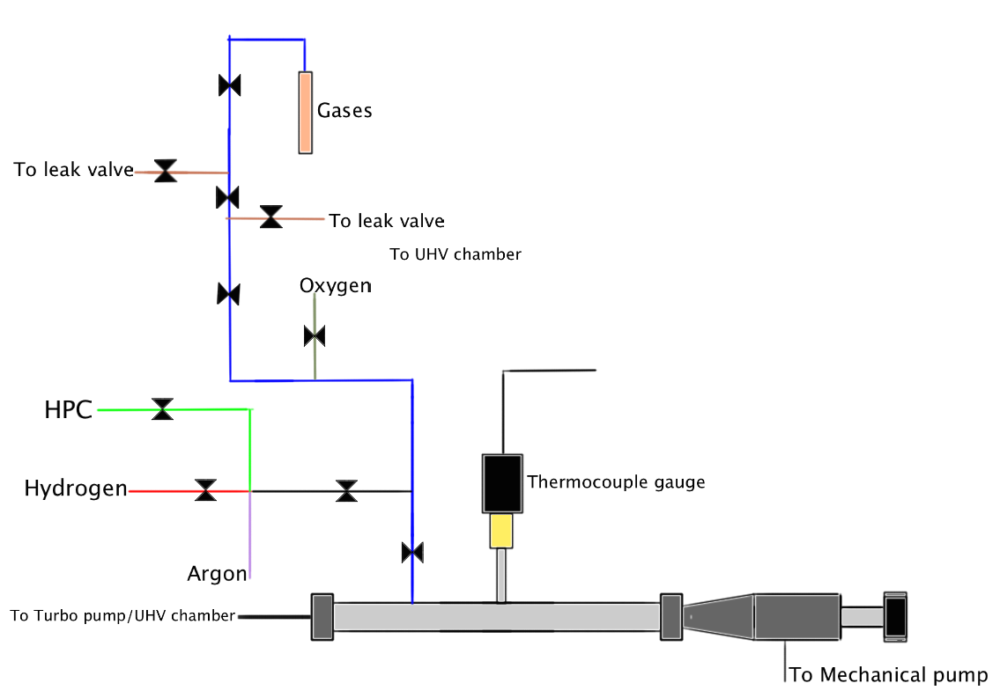 Gases
To leak valve
To leak valve
To UHV chamber
Oxygen
HPC
Thermocouple gauge
Hydrogen
Argon
To Turbo pump/UHV chamber
To Mechanical pump